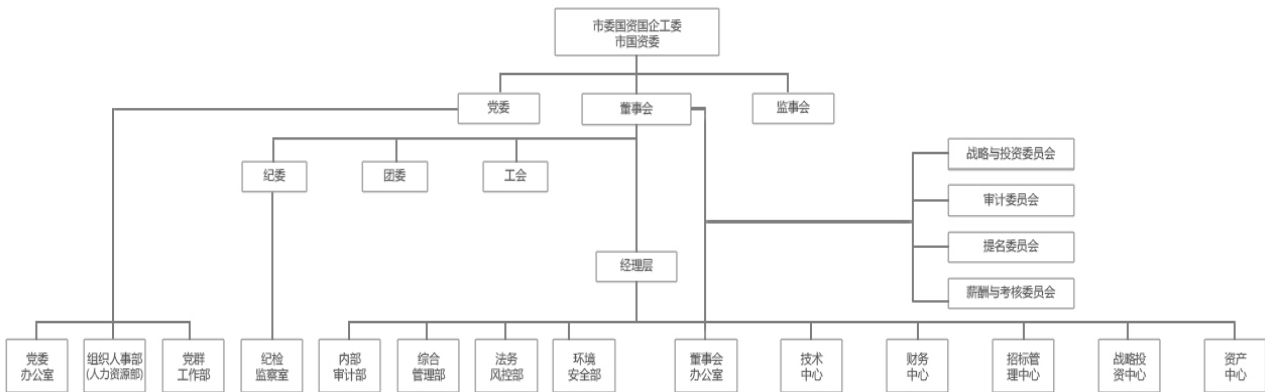 市委国资国企工委
市国资委
党委
董事会
监事会
战略与投资委员会
纪委
团委
工会
审计委员会
提名委员会
经理层
薪酬与考核委员会
党委
办公室
组织人事部
(人力资源部)
党群
工作部
纪检
监察室
内部
审计部
综合
管理部
法务
风控部
环境
安全部
董事会
办公室
技术
中心
财务
中心
招标管
理中心
战略投
资中心
资产
中心